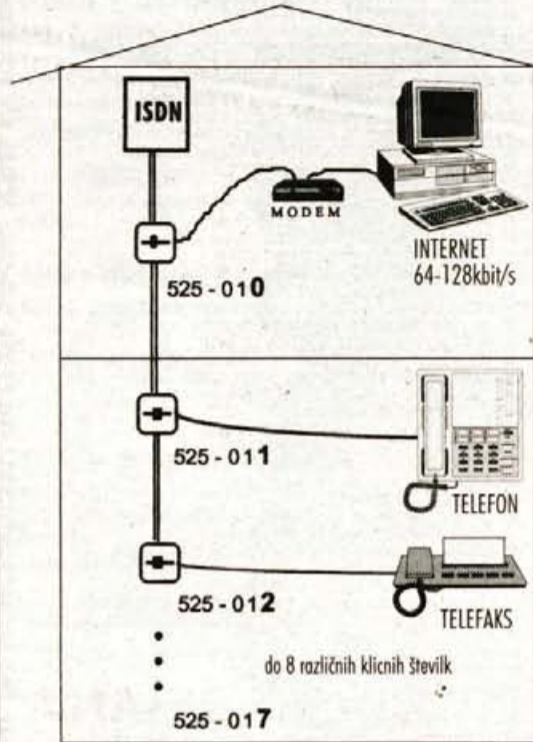 ISDN
MODEM
INTERNET
64-128kbit/s
525 - 010
525 - 011
TELEFON
525 - 012
TELEFAKS
do 8 različnih klicnih številk
525 - 017